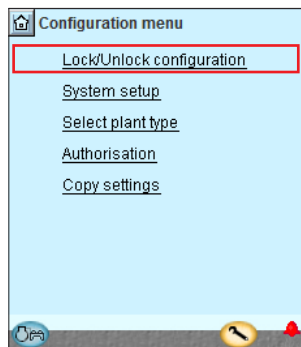 Configuration menu
Lock/Unlock configuration
System setup
Select plant type
Authorisation
Copy settings